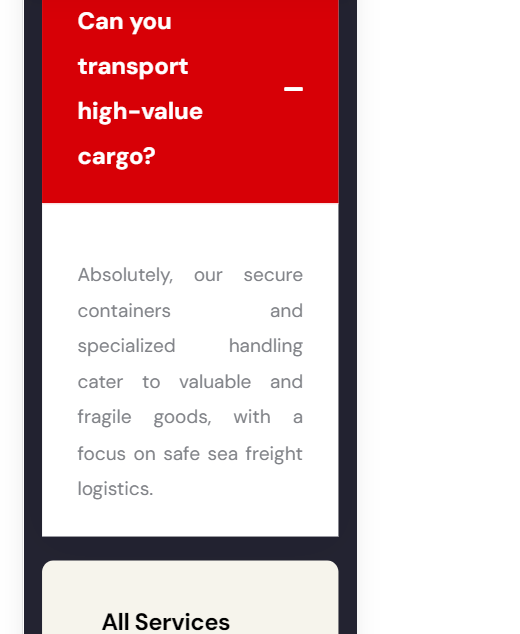 Can you
transport
high-value
cargo?
Absolutely, our secure
containers and
specialized handling
cater to valuable and
fragile goods, with a
focus on safe sea freight
logistics.
All Services